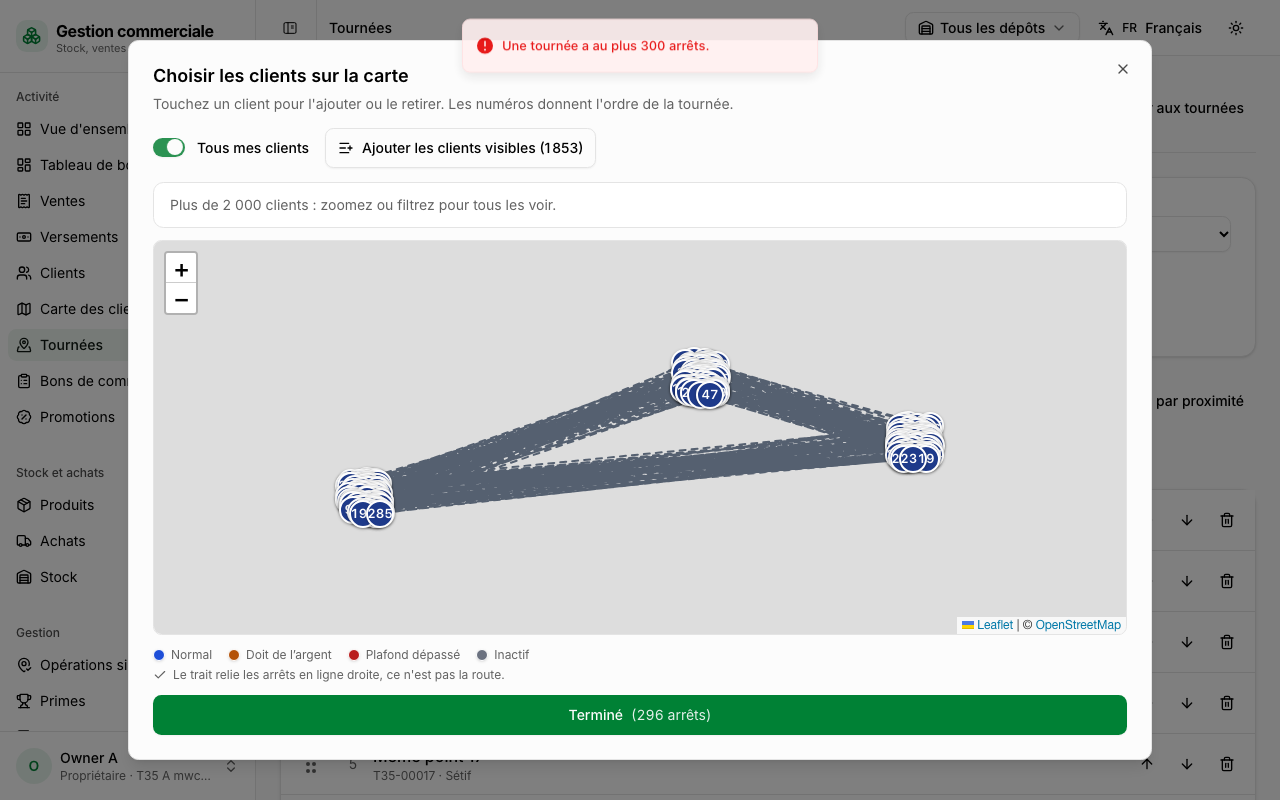 Gestion commerciale
Stock, ventes
Tournées
Tous les dépôts
FR Français
Une tournée a au plus 300 arrêts.
Activité
Vue d'ensem
Tableau de bo
Ventes
Versements
Clients
Carte des clie
Tournées
Bons de com
Promotions
Stock et achats
Produits
Achats
Stock
Gestion
Opérations si
Primes
O
Owner A
Propriétaire · T35 A mwc...
Choisir les clients sur la carte
Touchez un client pour l'ajouter ou le retirer. Les numéros donnent l'ordre de la tournée.
Tous mes clients
Ajouter les clients visibles (1 853)
Plus de 2 000 clients : zoomez ou filtrez pour tous les voir.
+
−
47
285
Leaflet | © OpenStreetMap
Normal
Doit de l’argent
Plafond dépassé
Inactif
Le trait relie les arrêts en ligne droite, ce n'est pas la route.
Terminé (296 arrêts)
aux tournées
par proximité
5
T35-00017 · Sétif